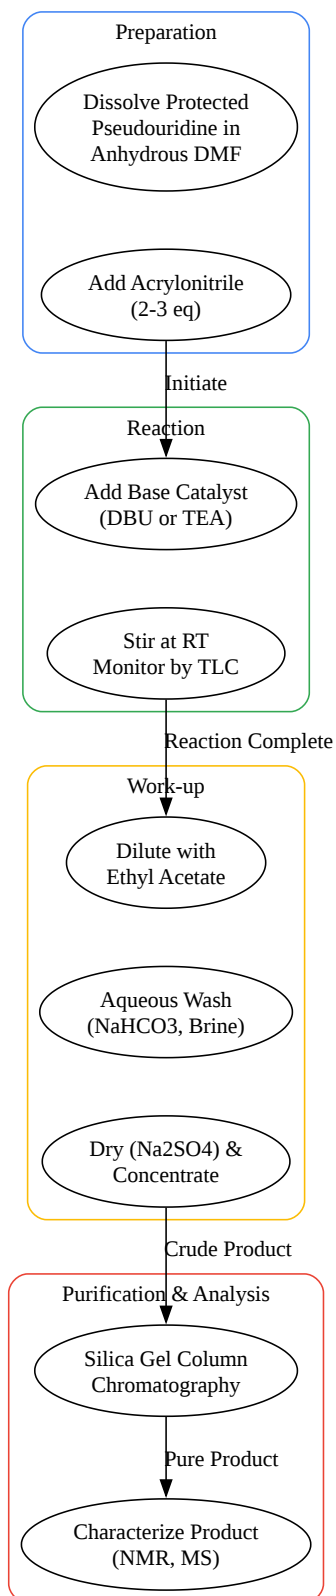 Preparation
Dissolve Protected
Pseudouridine in
Anhydrous DMF
Add Acrylonitrile
(2-3 eq)
Initiate
Reaction
Add Base Catalyst
(DBU or TEA)
Stir at RT
Monitor by TLC
Reaction Complete
Work-up
Dilute with
Ethyl Acetate
Aqueous Wash
(NaHCO3, Brine)
Dry (Na2SO4) &
Concentrate
Crude Product
Purification & Analysis
Silica Gel Column
Chromatography
Pure Product
Characterize Product
(NMR, MS)